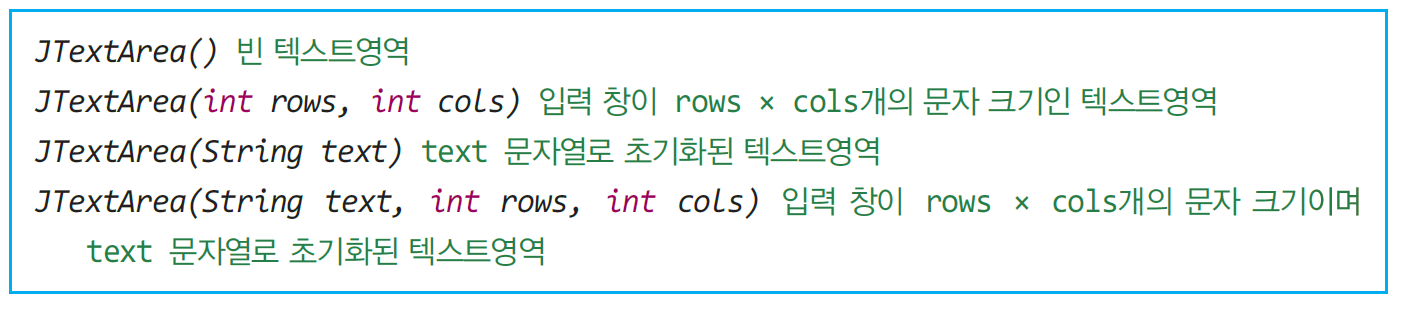 JTextArea() 빈 텍스트영역
JTextArea(int rows, int cols) 입력 창이 rows × cols개의 문자 크기인 텍스트영역
JTextArea(String text) text 문자열로 초기화된 텍스트영역
JTextArea(String text, int rows, int cols) 입력 창이 rows × cols개의 문자 크기이며
text 문자열로 초기화된 텍스트영역